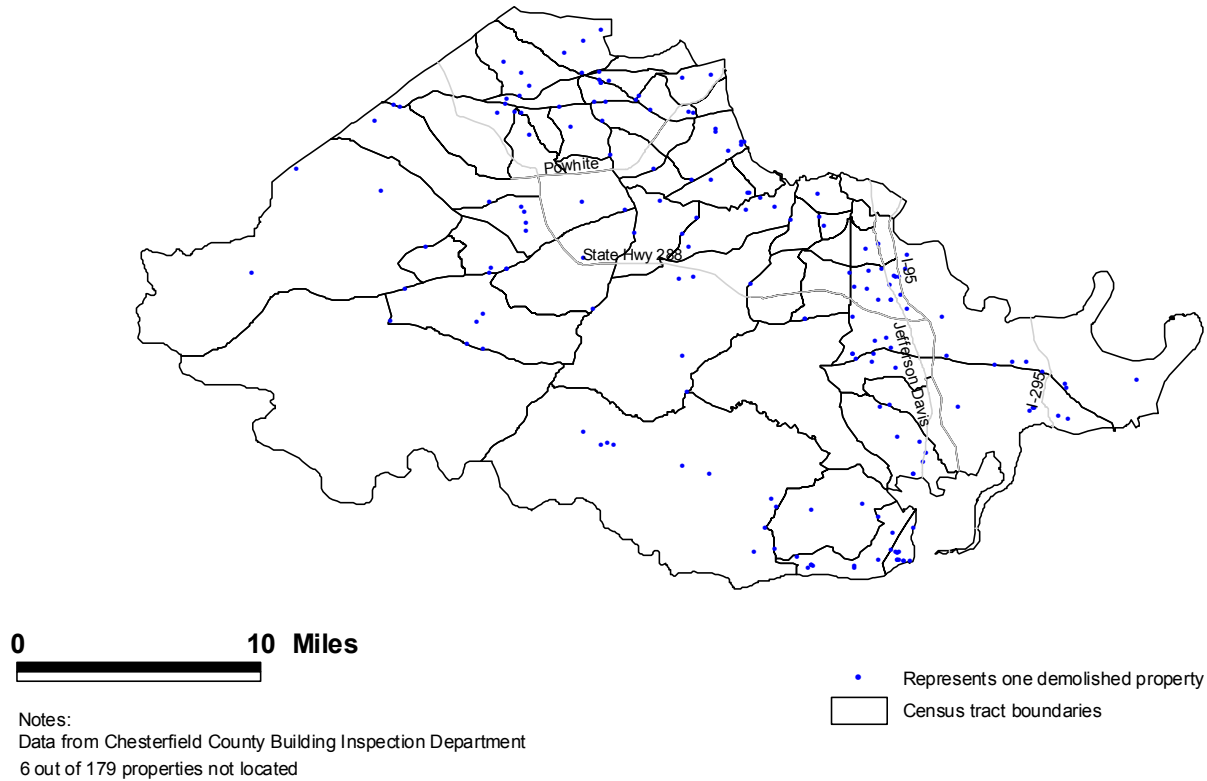 Powhite
State Hwy 288
I-95
Jefferson Davis
I-295
0 10 Miles
Represents one demolished property
Census tract boundaries
Notes:
Data from Chesterfield County Building Inspection Department
6 out of 179 properties not located